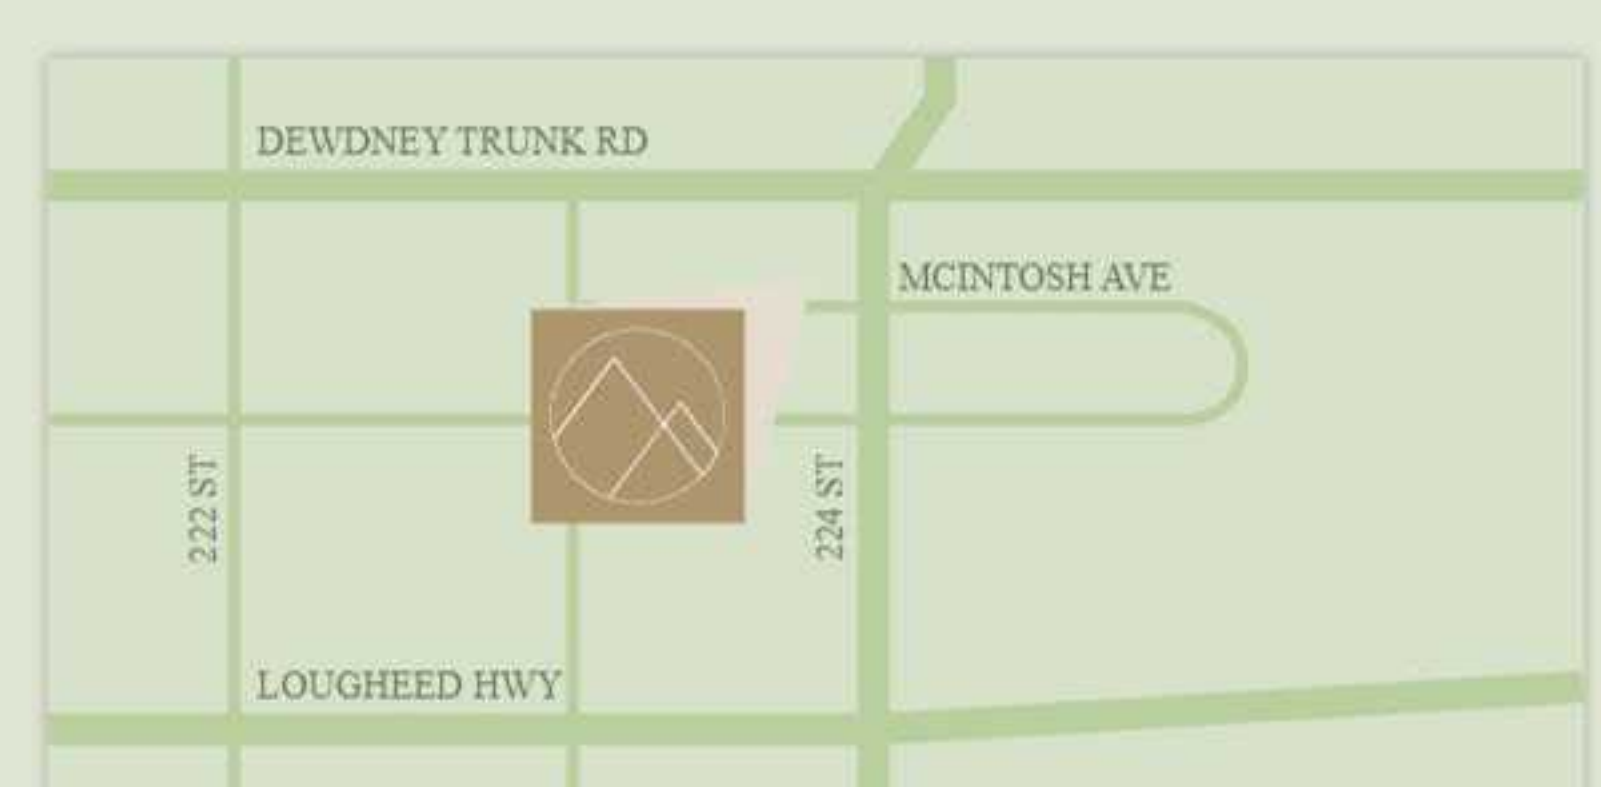 DEWDNEY TRUNK RD
MCINTOSH AVE
222 ST
224 ST
LOUGHEED HWY